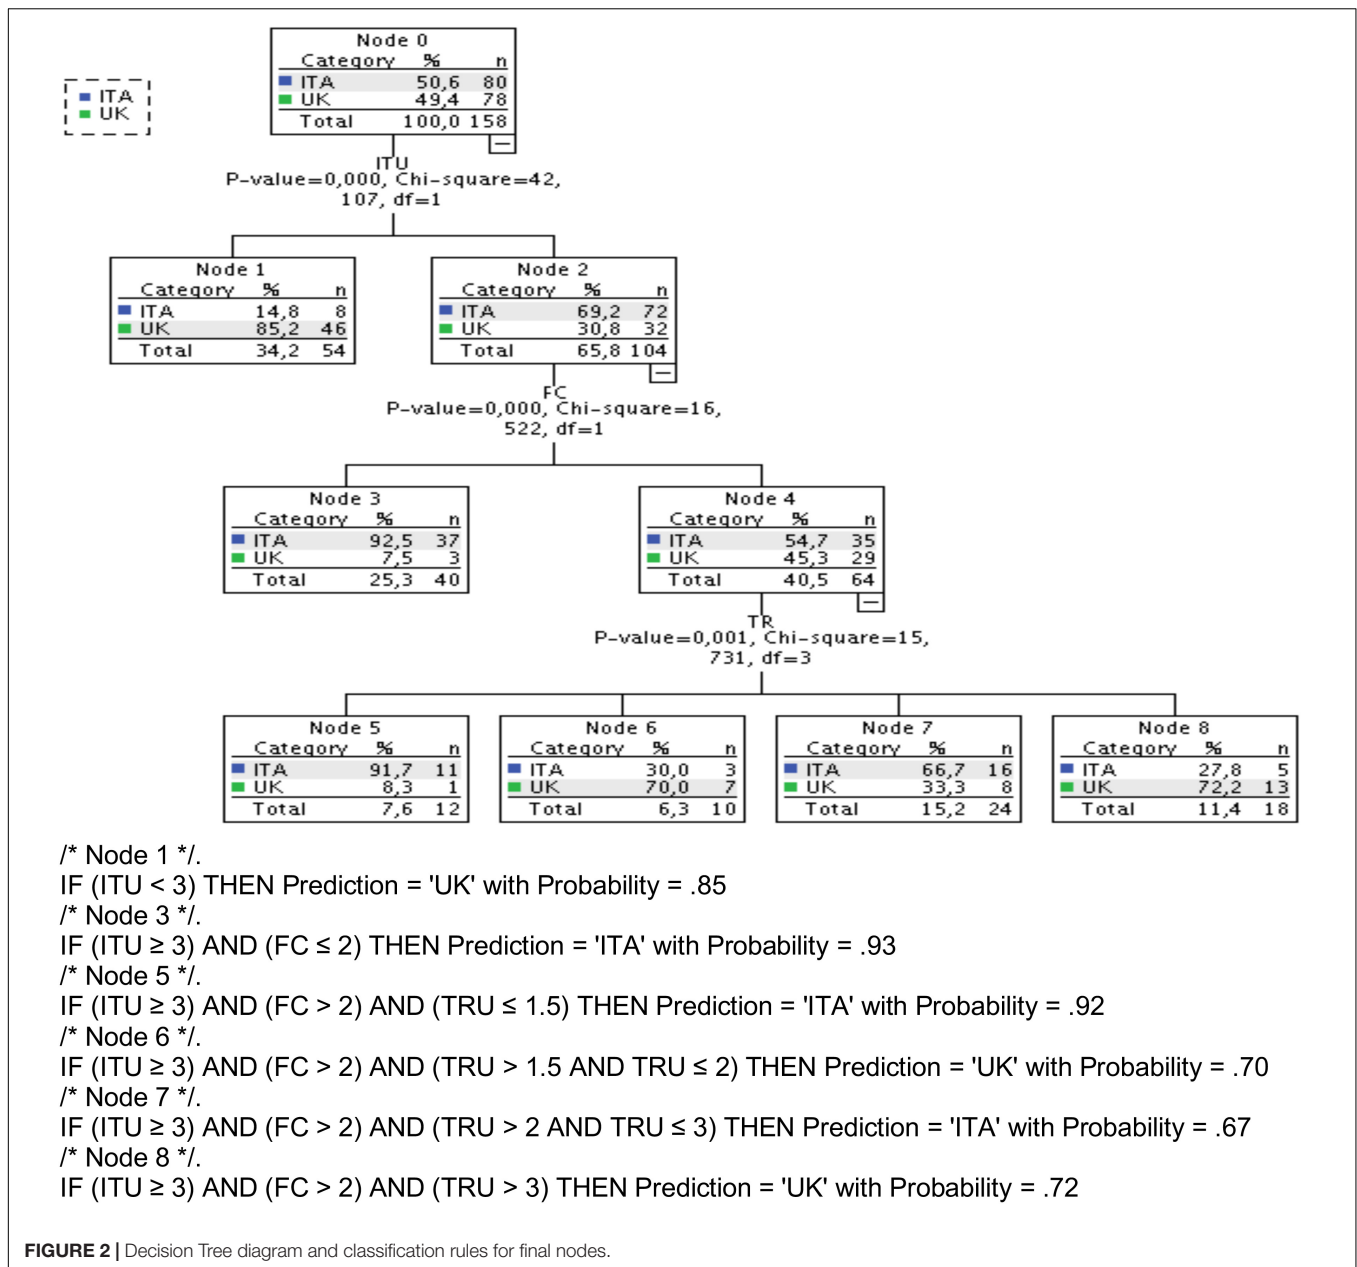 Node 0
Category % n
ITA 50,6 80
UK 49,4 78
Total 100,0 158
ITA
UK
ITU
P-value=0,000, Chi-square=42,
107, df=1
Node 1
Category % n
ITA 14,8 8
UK 85,2 46
Total 34,2 54
Node 2
Category % n
ITA 69,2 72
UK 30,8 32
Total 65,8 104
FC
P-value=0,000, Chi-square=16,
522, df=1
Node 3
Category % n
ITA 92,5 37
UK 7,5 3
Total 25,3 40
Node 4
Category % n
ITA 54,7 35
UK 45,3 29
Total 40,5 64
TR
P-value=0,001, Chi-square=15,
731, df=3
Node 5
Category % n
ITA 91,7 11
UK 8,3 1
Total 7,6 12
Node 6
Category % n
ITA 30,0 3
UK 70,0 7
Total 6,3 10
Node 7
Category % n
ITA 66,7 16
UK 33,3 8
Total 15,2 24
Node 8
Category % n
ITA 27,8 5
UK 72,2 13
Total 11,4 18
/* Node 1 */.
IF (ITU < 3) THEN Prediction = 'UK' with Probability = .85
/* Node 3 */.
IF (ITU ≥ 3) AND (FC ≤ 2) THEN Prediction = 'ITA' with Probability = .93
/* Node 5 */.
IF (ITU ≥ 3) AND (FC > 2) AND (TRU ≤ 1.5) THEN Prediction = 'ITA' with Probability = .92
/* Node 6 */.
IF (ITU ≥ 3) AND (FC > 2) AND (TRU > 1.5 AND TRU ≤ 2) THEN Prediction = 'UK' with Probability = .70
/* Node 7 */.
IF (ITU ≥ 3) AND (FC > 2) AND (TRU > 2 AND TRU ≤ 3) THEN Prediction = 'ITA' with Probability = .67
/* Node 8 */.
IF (ITU ≥ 3) AND (FC > 2) AND (TRU > 3) THEN Prediction = 'UK' with Probability = .72
FIGURE 2 | Decision Tree diagram and classification rules for final nodes.